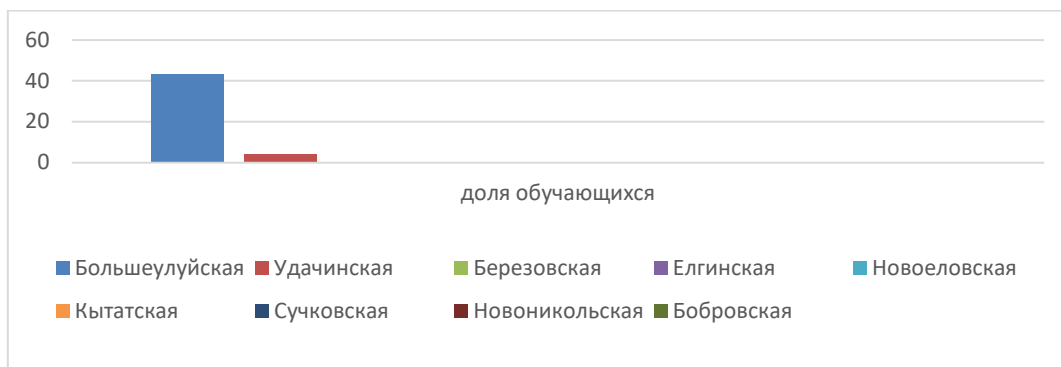 60
40
20
0
доля обучающихся
Большеулуйская Удачинская Березовская Елгинская Новоеловская
Кытатская Сучковская Новоникольская Бобровская